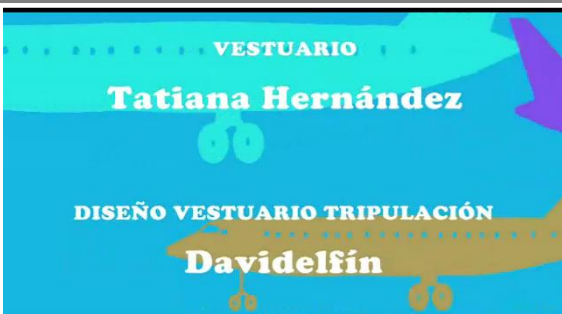 VESTUARIO
Tatiana Hernández
DISEÑO VESTUARIO TRIPULACIÓN
Davidelfín